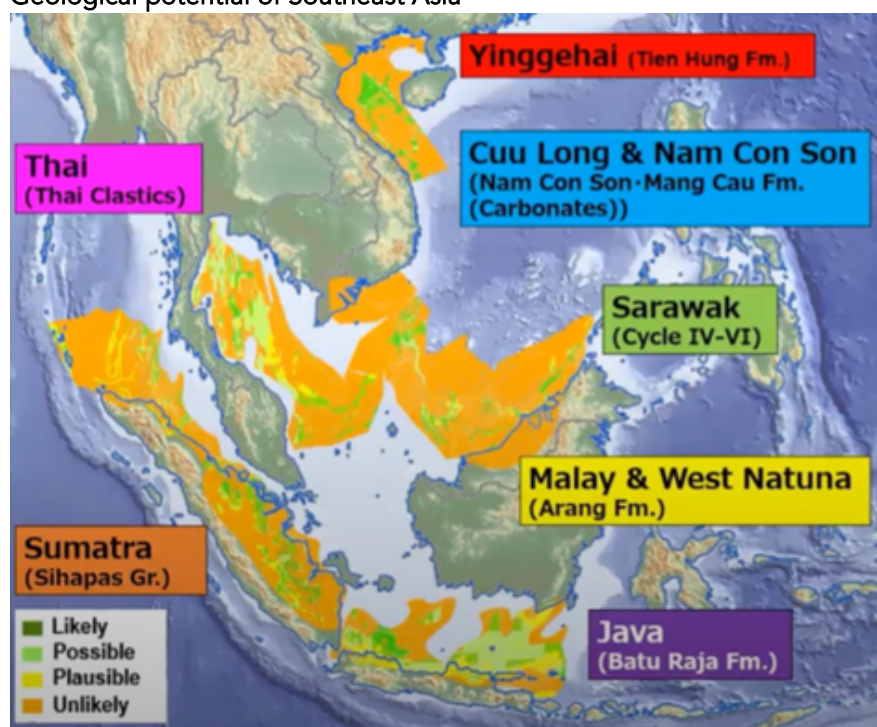 Geological potential of Southeast Asia
Yinggehai (Tien Hung Fm.)
Cuu Long & Nam Con Son
(Nam Con Son·Mang Cau Fm.
(Carbonates))
Thai
(Thai Clastics)
Sarawak
(Cycle IV-VI)
Malay & West Natuna
(Arang Fm.)
Sumatra
(Sihapas Gr.)
Java
(Batu Raja Fm.)
Likely
Possible
Plausible
Unlikely